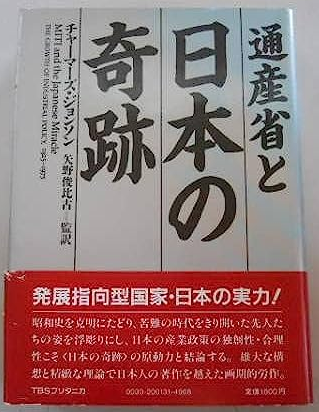 通産省と
日本の
奇跡
チャーマーズ・ジョンソン
矢野俊比古=監訳
MITI and the Japanese Miracle
THE GROWTH OF INDUSTRIAL POLICY, 1925-1975
発展指向型国家・日本の実力!
昭和史を克明にたどり、苦難の時代をきり開いた先人た
ちの姿を浮彫りにし、日本の産業政策の独創性・合理
性こそ〈日本の奇跡〉の原動力と結論する。雄大な構
想と精緻な理論で日本人の著作を越えた画期的労作。
TBSブリタニカ
0030-200131-4968
定価1600円